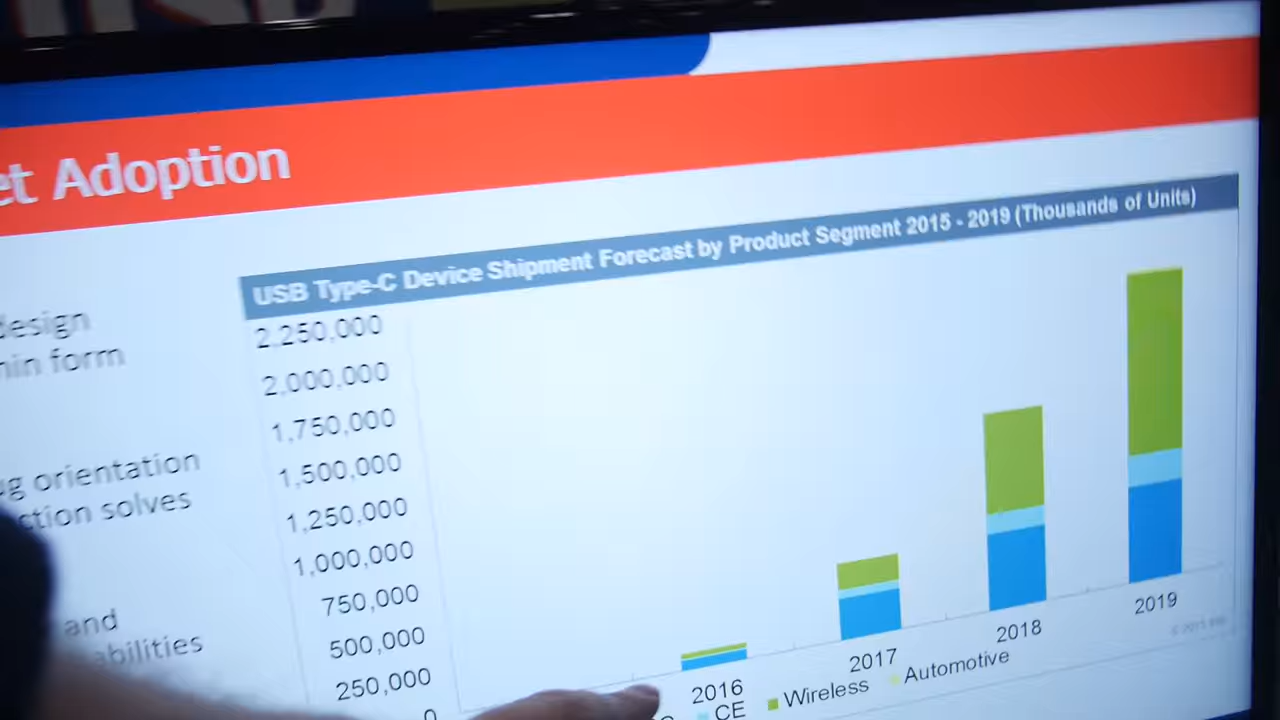 et Adoption
USB Type-C Device Shipment Forecast by Product Segment 2015 - 2019 (Thousands of Units)
design
hin form
ug orientation
ction solves
and
abilities
2,250,000
2,000,000
1,750,000
1,500,000
1,250,000
1,000,000
750,000
500,000
250,000
0
2016
2017
2018
2019
CE
Wireless
Automotive